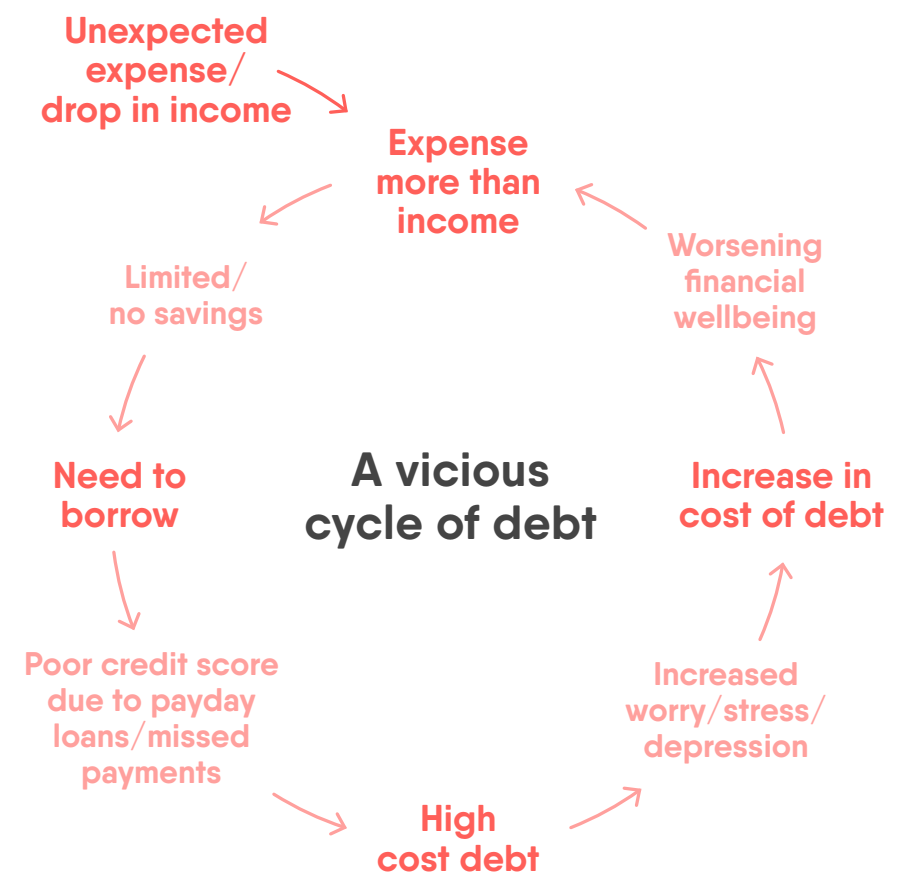 Unexpected
expense/
drop in income
Expense
more than
income
Limited/
no savings
Need to
borrow
Poor credit score
due to payday
loans/missed
payments
High
cost debt
Increased
worry/stress/
depression
Increase in
cost of debt
Worsening
financial
wellbeing
A vicious
cycle of debt